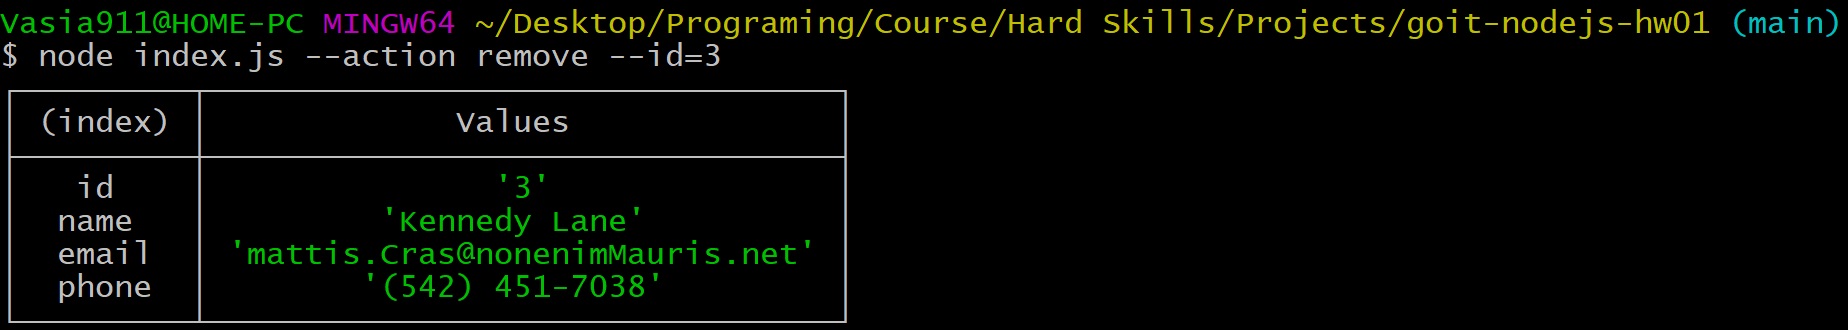 Vasia911@HOME-PC MINGW64 ~/Desktop/Programing/Course/Hard Skills/Projects/goit-nodejs-hw01 (main)
$ node index.js --action remove --id=3
(index) Values
id '3'
name 'Kennedy Lane'
email 'mattis.Cras@nonenimMauris.net'
phone '(542) 451-7038'